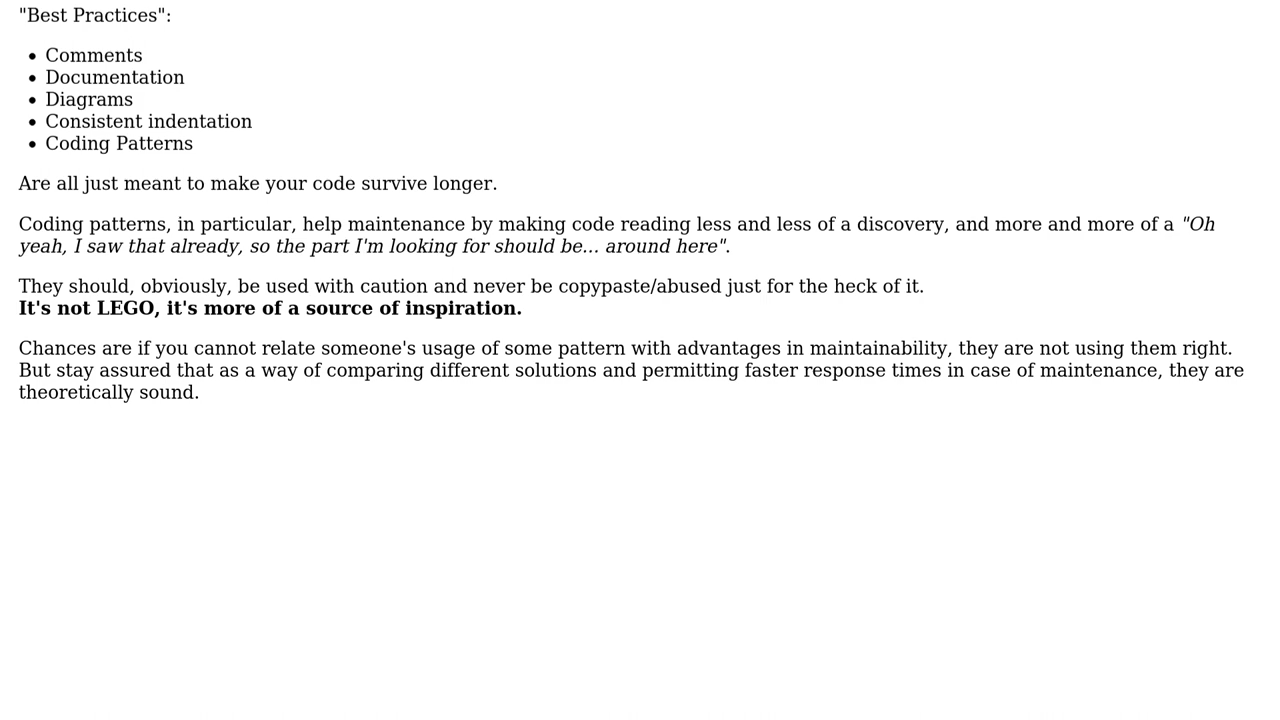 "Best Practices":
• Comments
• Documentation
• Diagrams
• Consistent indentation
• Coding Patterns
Are all just meant to make your code survive longer.
Coding patterns, in particular, help maintenance by making code reading less and less of a discovery, and more and more of a "Oh
yeah, I saw that already, so the part I'm looking for should be... around here".
They should, obviously, be used with caution and never be copypaste/abused just for the heck of it.
It's not LEGO, it's more of a source of inspiration.
Chances are if you cannot relate someone's usage of some pattern with advantages in maintainability, they are not using them right.
But stay assured that as a way of comparing different solutions and permitting faster response times in case of maintenance, they are
theoretically sound.